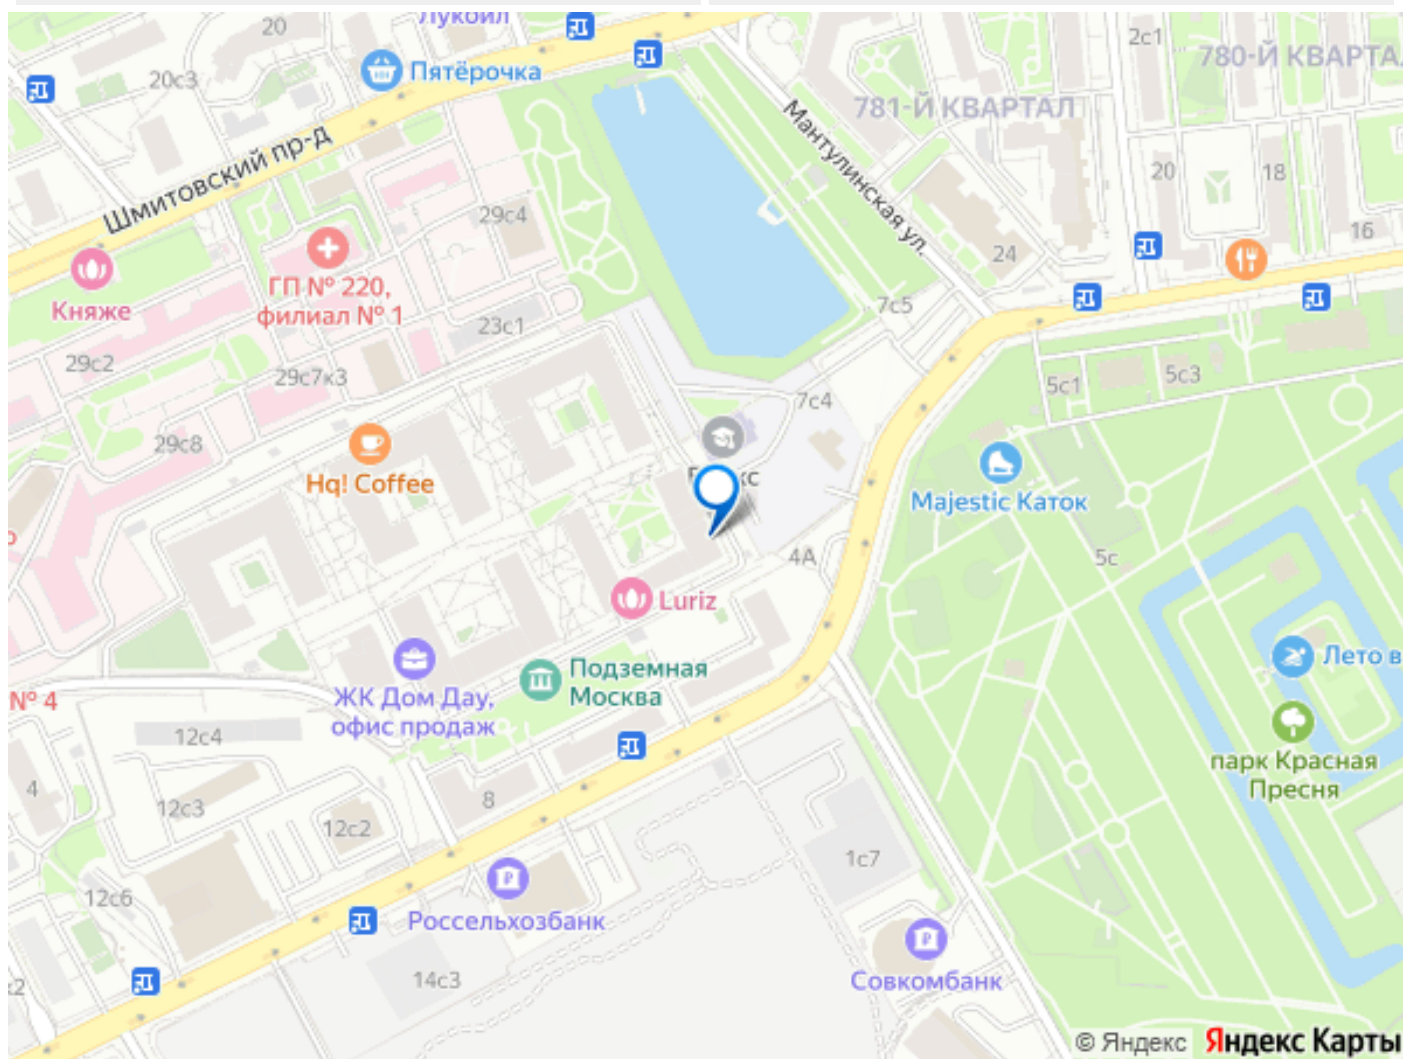 Лукойл
20
2с1
780-Й КВАРТА
20с3
Пятёрочка
781-Й КВАРТАЛ
Мантулинская ул.
Шмитовский пр-д
20
18
29с4
16
24
ГП № 220,
филиал № 1
Княже
7с5
23с1
29с2
29с7к3
5с1
5с3
7с4
29с8
Hq! Coffee
Majestic Каток
4А
5с
Luriz
Подземная
Москва
Лето в
№ 4
ЖК Дом Дау,
офис продаж
12с4
парк Красная
Пресня
4
12с3
8
12с2
1с7
12с6
Россельхозбанк
14с3
Совкомбанк
© Яндекс
Яндекс Карты